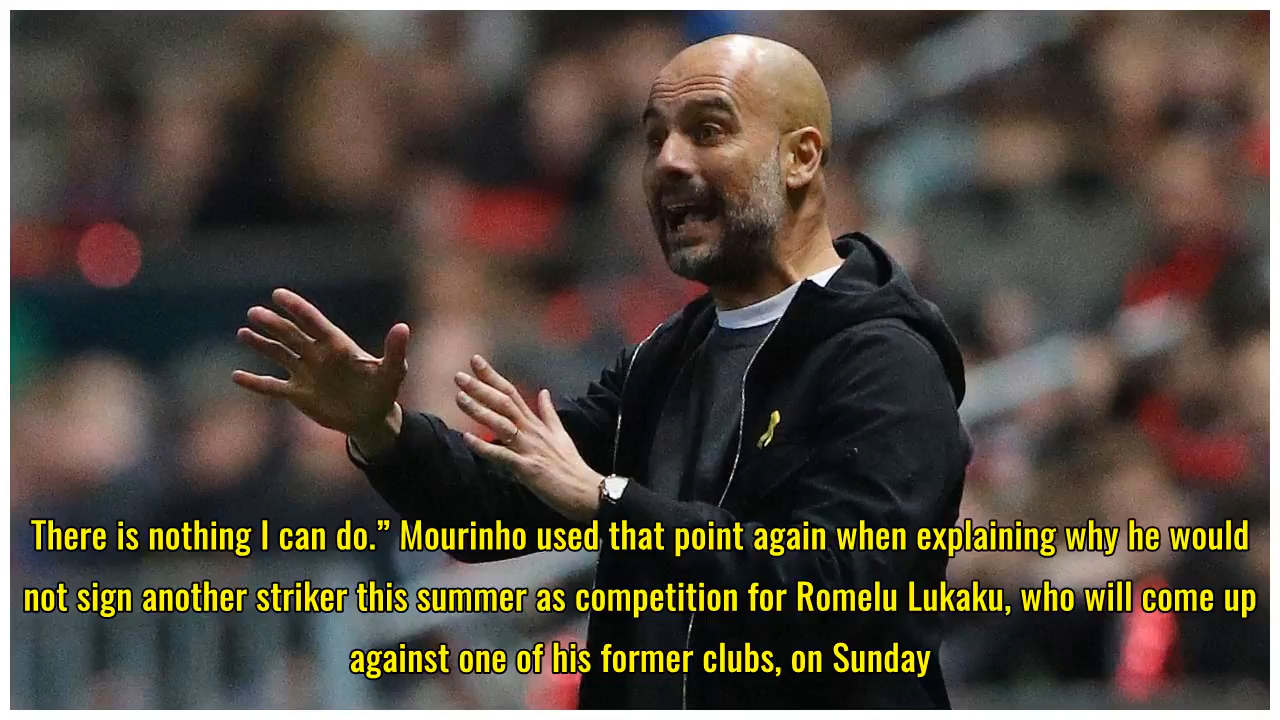 There is nothing I can do.” Mourinho used that point again when explaining why he would
not sign another striker this summer as competition for Romelu Lukaku, who will come up
against one of his former clubs, on Sunday